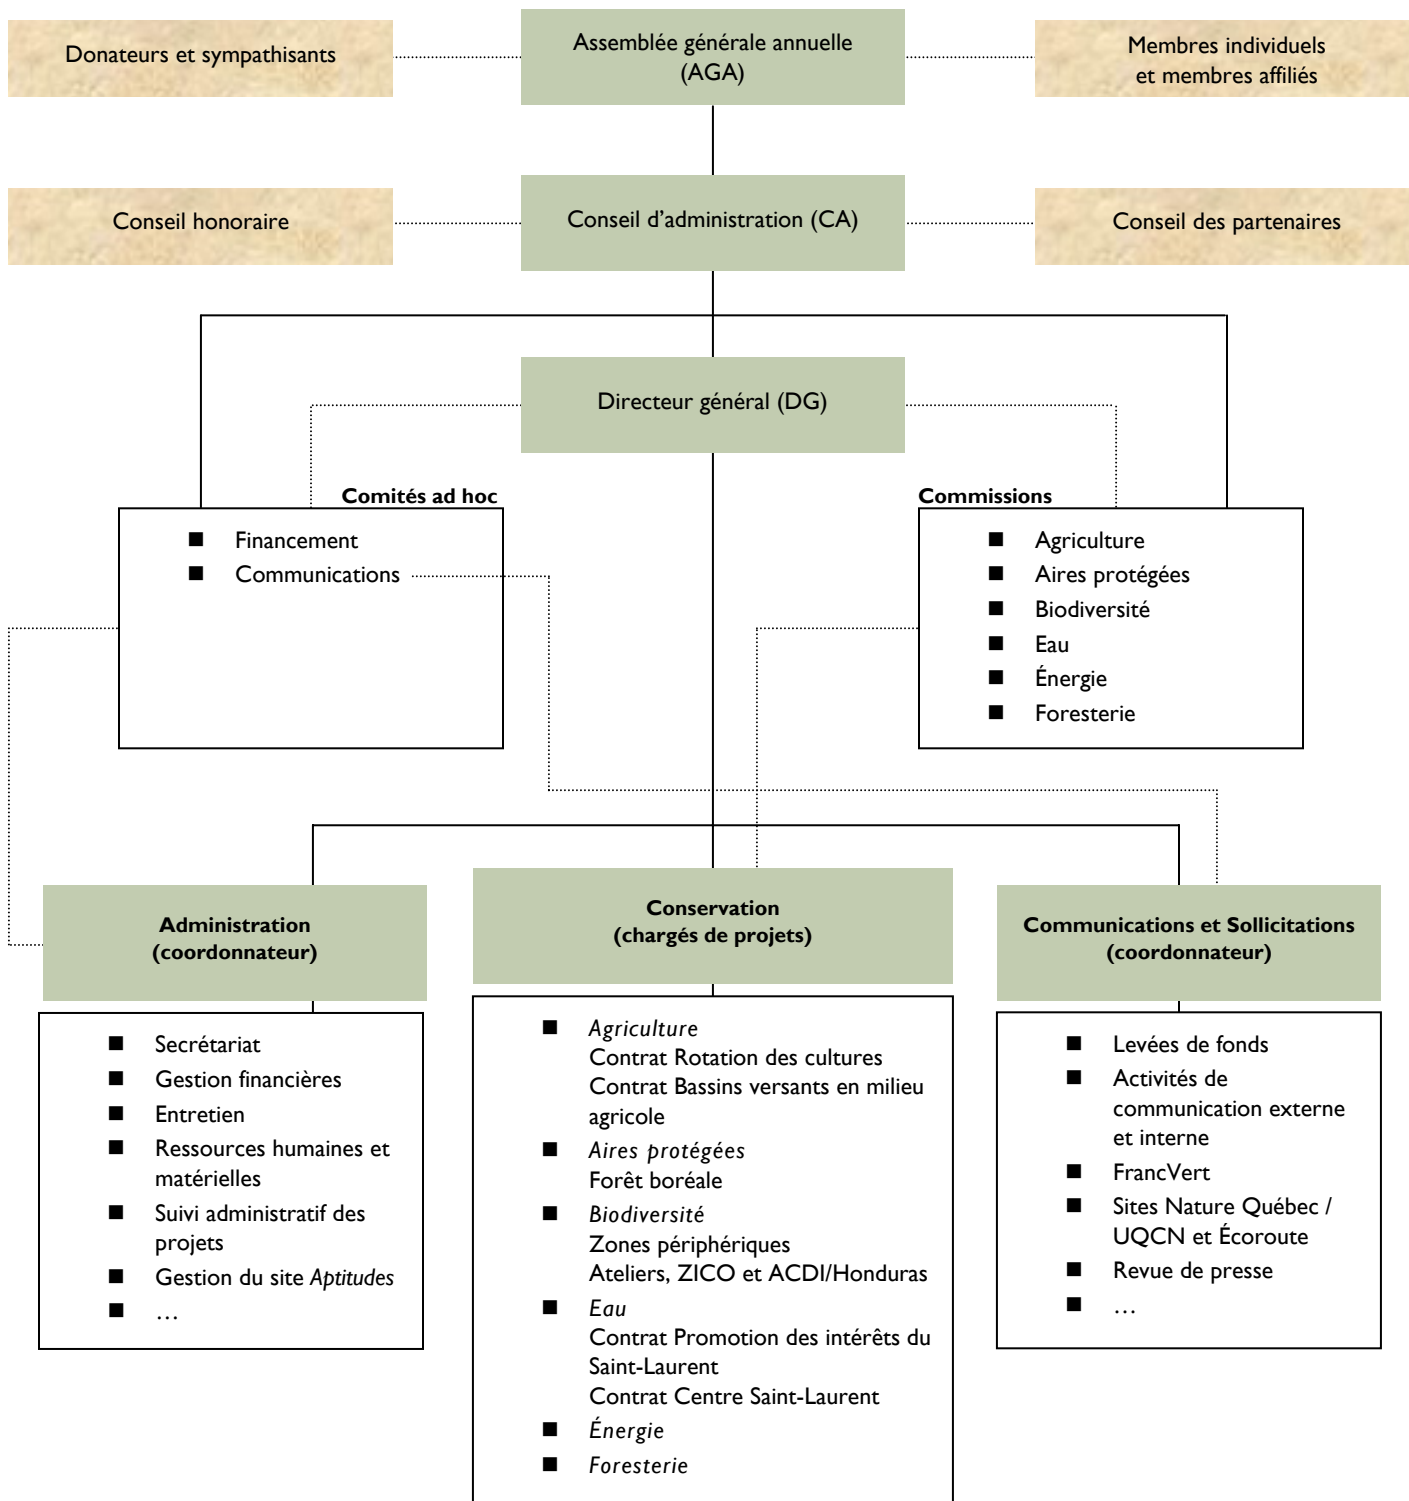 Donateurs et sympathisants
Assemblée générale annuelle
(AGA)
Membres individuels
et membres affiliés
Conseil honoraire
Conseil d'administration (CA)
Conseil des partenaires
Directeur général (DG)
Comités ad hoc
■ Financement
■ Communications
Commissions
■ Agriculture
■ Aires protégées
■ Biodiversité
■ Eau
■ Énergie
■ Foresterie
Administration
(coordonnateur)
■ Secrétariat
■ Gestion financières
■ Entretien
■ Ressources humaines et
matérielles
■ Suivi administratif des
projets
■ Gestion du site Aptitudes
■ …
Conservation
(chargés de projets)
■ Agriculture
Contrat Rotation des cultures
Contrat Bassins versants en milieu
agricole
■ Aires protégées
Forêt boréale
■ Biodiversité
Zones périphériques
Ateliers, ZICO et ACDI/Honduras
■ Eau
Contrat Promotion des intérêts du
Saint-Laurent
Contrat Centre Saint-Laurent
■ Énergie
■ Foresterie
Communications et Sollicitations
(coordonnateur)
■ Levées de fonds
■ Activités de
communication externe
et interne
■ FrancVert
■ Sites Nature Québec /
UQCN et Écoroute
■ Revue de presse
■ …